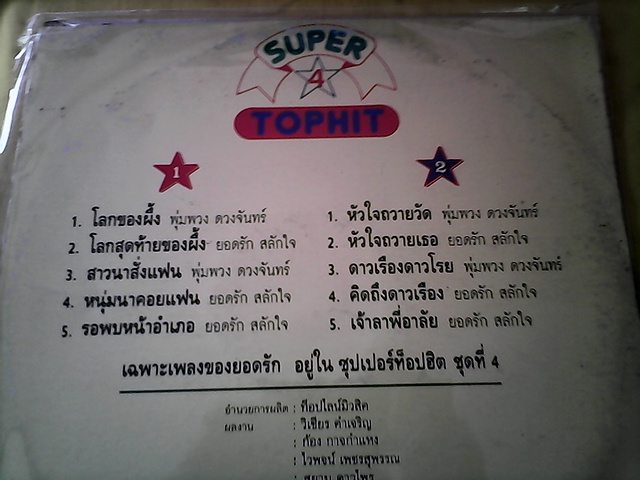 SUPER
4
TOPHIT
1
1. โลกของผึ้ง พุ่มพวง ดวงจันทร์
2. โลกสุดท้ายของผึ้ง ยอดรัก สลักใจ
3. สาวนาสั่งแฟน พุ่มพวง ดวงจันทร์
4. หนุ่มนาคอยแฟน ยอดรัก สลักใจ
5. รอพบหน้าอำเภอ ยอดรัก สลักใจ
2
1. หัวใจถวายวัด พุ่มพวง ดวงจันทร์
2. หัวใจถวายเธอ ยอดรัก สลักใจ
3. ดาวเรืองดาวโรย พุ่มพวง ดวงจันทร์
4. คิดถึงดาวเรือง ยอดรัก สลักใจ
5. เจ้าลาพี่อาลัย ยอดรัก สลักใจ
เฉพาะเพลงของยอดรัก อยู่ใน ซุปเปอร์ท็อปฮิต ชุดที่ 4
อำนวยการผลิต : ท็อปไลน์มิวสิค
ผลงาน : วิเชียร คำเจริญ
: ก้อง กาจกำแหง
: ไวพจน์ เพชรสุพรรณ